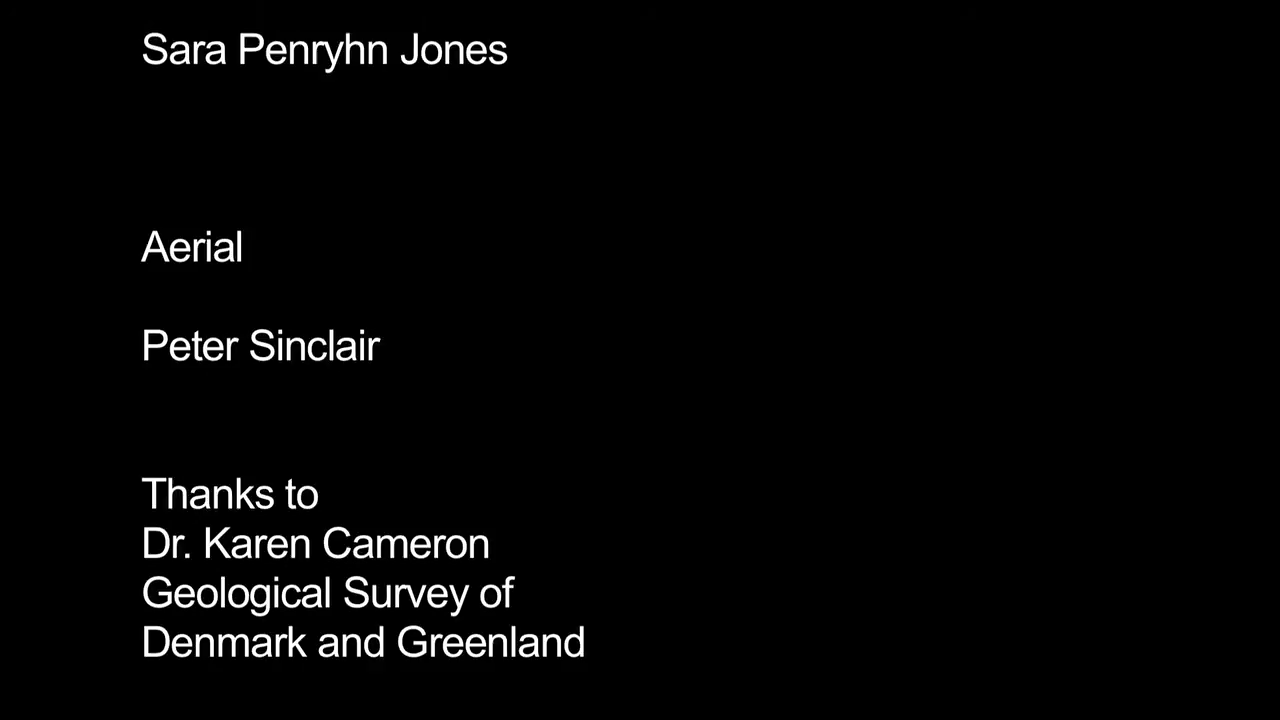 Sara Penryhn Jones
Aerial
Peter Sinclair
Thanks to
Dr. Karen Cameron
Geological Survey of
Denmark and Greenland